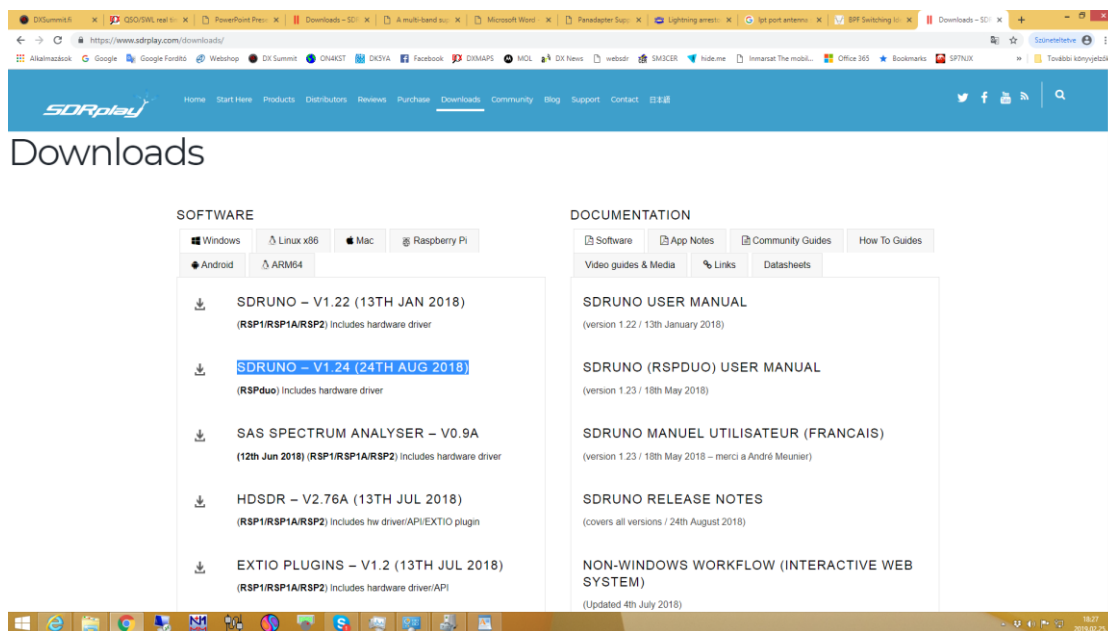 DXSummit.fi
QSO/SWL real tim
PowerPoint Prese
Downloads – SDR
A multi-band sup
Microsoft Word -
Panadapter Supp
Lightning arrestor
lpt port antenna
BPF Switching lo
Downloads – SDR
https://www.sdrplay.com/downloads/
Szüneteltetve
Alkalmazások Google Google Fordító Webshop DX Summit ON4KST DK5YA Facebook DXMAPS MOL DX News websdr SM3CER hide.me Inmarsat The mobil... Office 365 Bookmarks SPTNJX » További könyvjelzők
SDRplay
Home Start Here Products Distributors Reviews Purchase Downloads Community Blog Support Contact 日本語
Downloads
SOFTWARE
Windows Linux x86 Mac Raspberry Pi
Android ARM64
SDRUNO – V1.22 (13TH JAN 2018)
(RSP1/RSP1A/RSP2) Includes hardware driver
SDRUNO – V1.24 (24TH AUG 2018)
(RSPduo) Includes hardware driver
SAS SPECTRUM ANALYSER – V0.9A
(12th Jun 2018) (RSP1/RSP1A/RSP2) Includes hardware driver
HDSDR – V2.76A (13TH JUL 2018)
(RSP1/RSP1A/RSP2) Includes hw driver/API/EXTIO plugin
EXTIO PLUGINS – V1.2 (13TH JUL 2018)
(RSP1/RSP1A/RSP2) Includes hardware driver/API
DOCUMENTATION
Software App Notes Community Guides How To Guides
Video guides & Media Links Datasheets
SDRUNO USER MANUAL
(version 1.22 / 13th January 2018)
SDRUNO (RSPDUO) USER MANUAL
(version 1.23 / 18th May 2018)
SDRUNO MANUEL UTILISATEUR (FRANCAIS)
(version 1.23 / 18th May 2018 – merci a André Meunier)
SDRUNO RELEASE NOTES
(covers all versions / 24th August 2018)
NON-WINDOWS WORKFLOW (INTERACTIVE WEB
SYSTEM)
(Updated 4th July 2018)
18:27
2019.02.25.